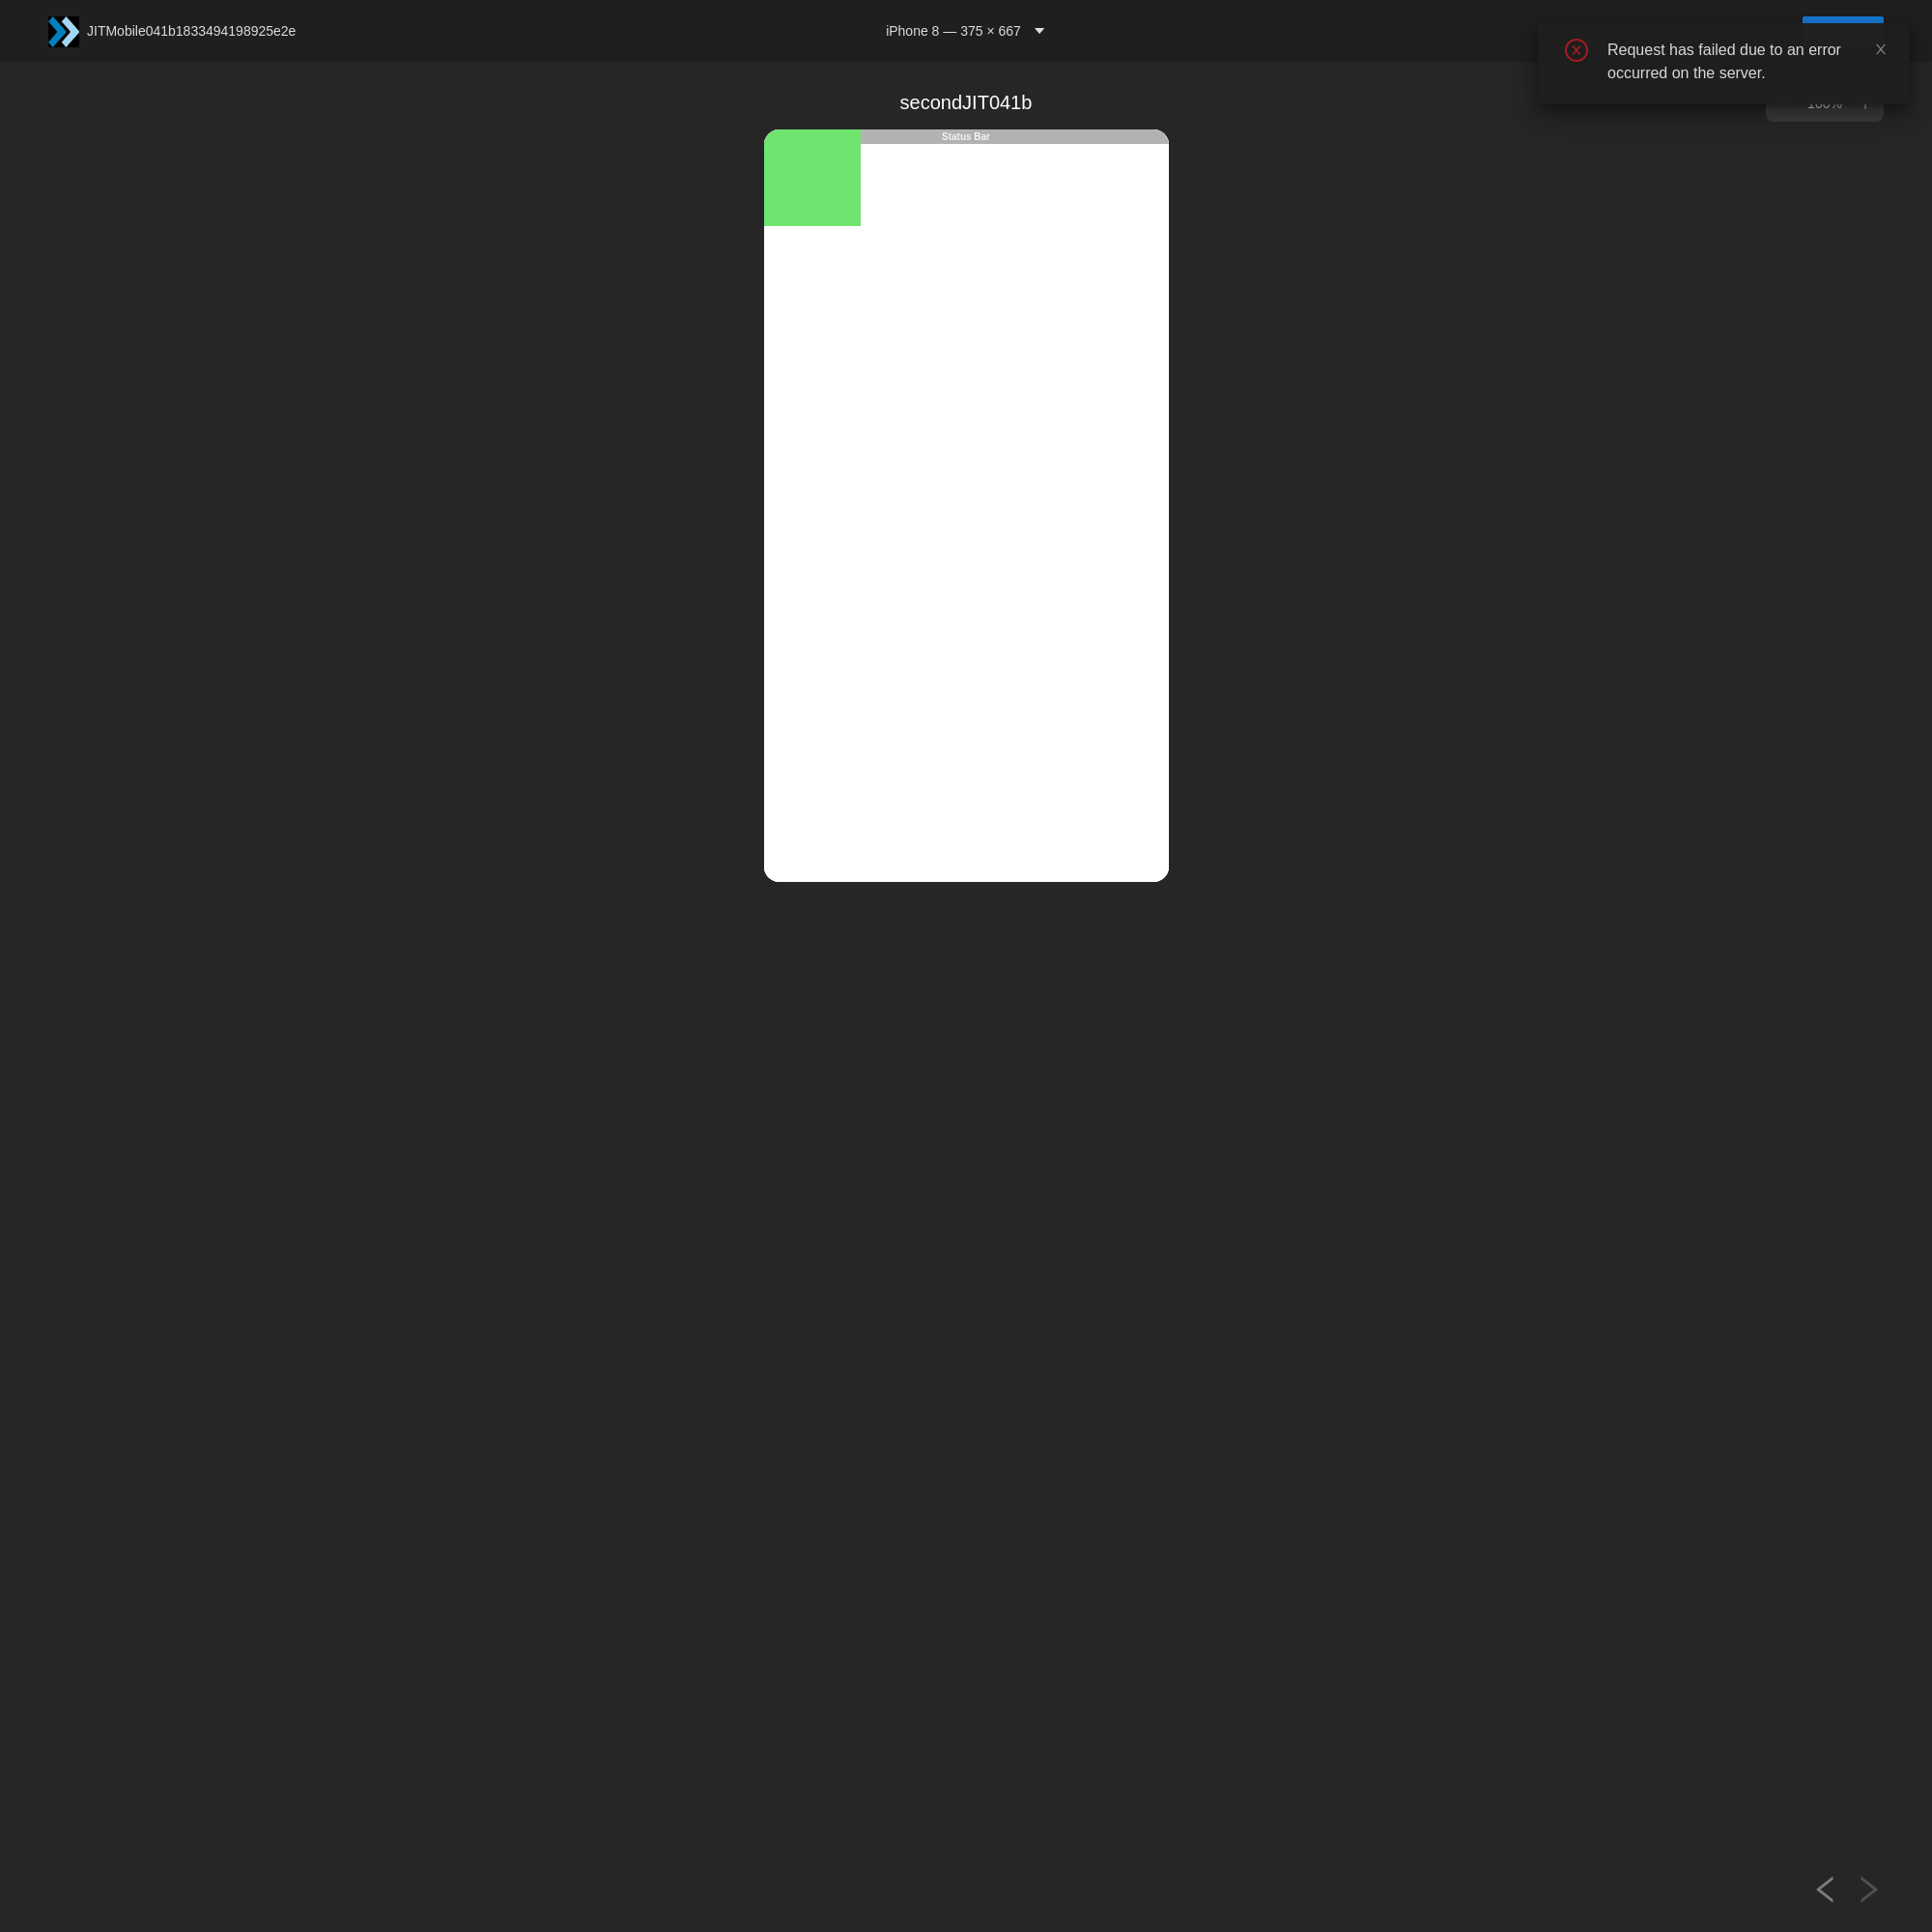 JITMobile041b1833494198925e2e
iPhone 8 — 375 × 667
Request has failed due to an error
occurred on the server.
secondJIT041b
Status Bar